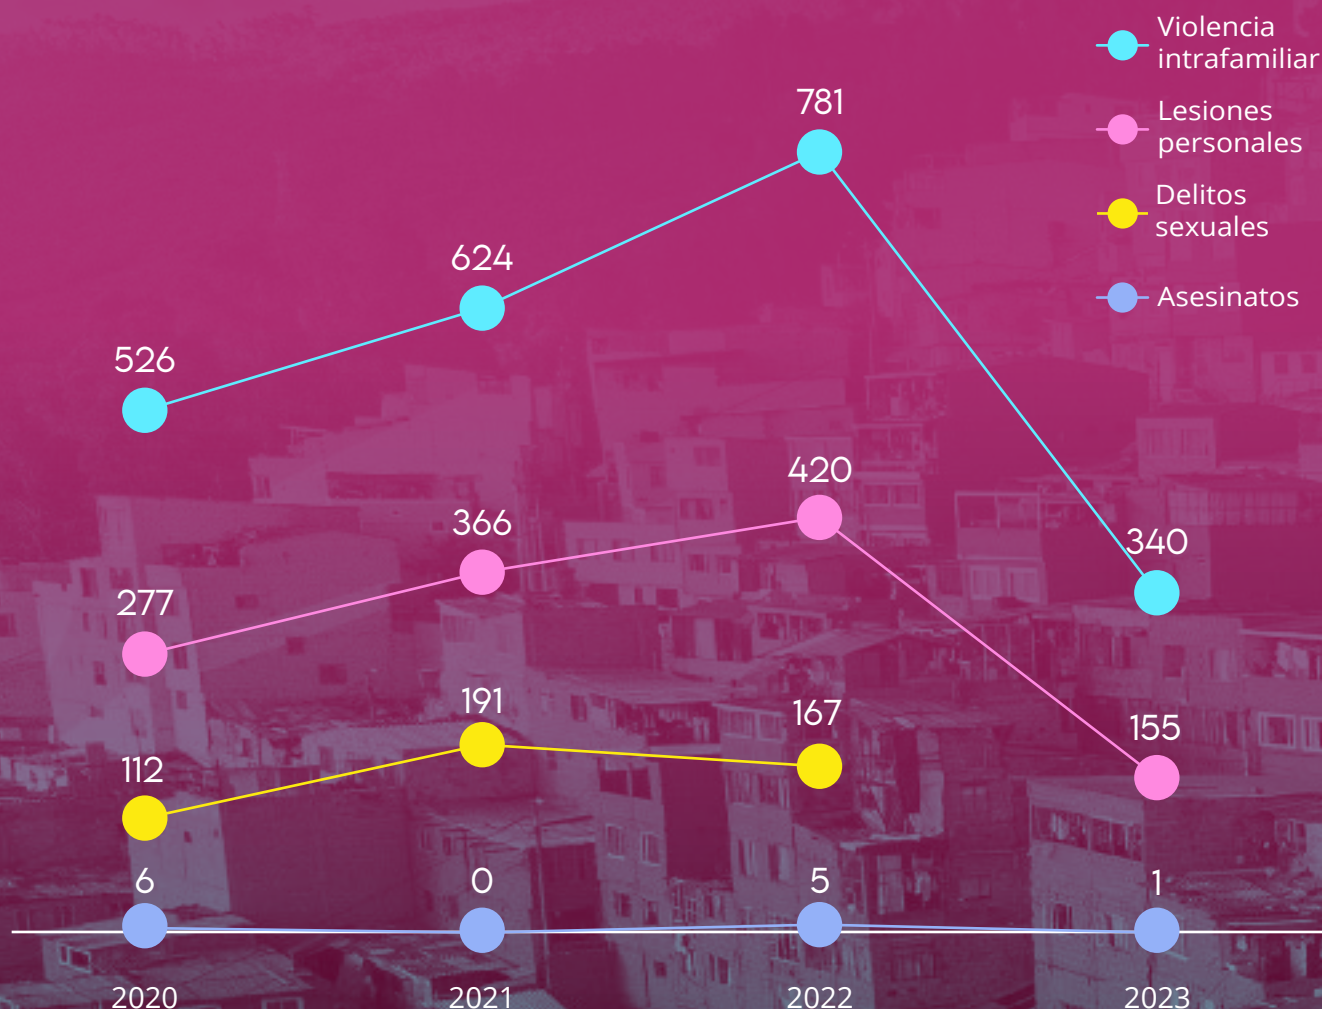 Violencia
intrafamiliar
Lesiones
personales
Delitos
sexuales
Asesinatos
781
624
526
420
366
340
277
191
167
155
112
6
0
5
1
2020
2021
2022
2023